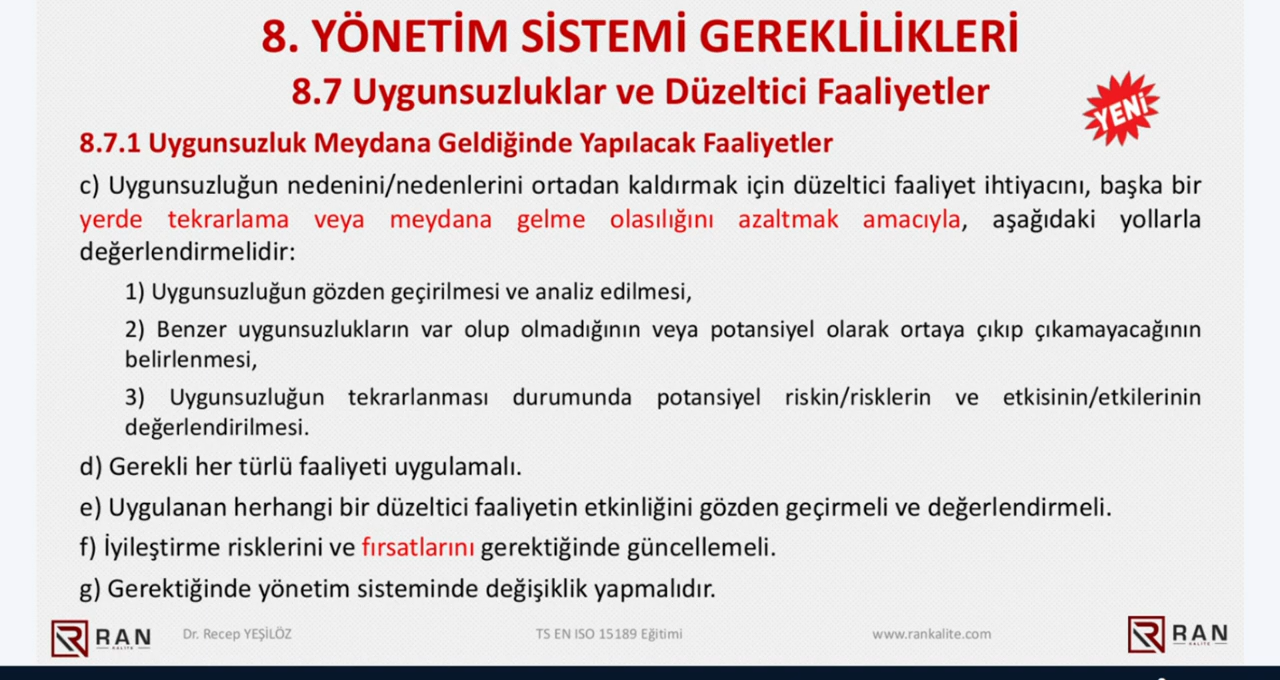 8. YÖNETİM SİSTEMİ GEREKLİLİKLERİ
8.7 Uygunsuzluklar ve Düzeltici Faaliyetler
YENİ
8.7.1 Uygunsuzluk Meydana Geldiğinde Yapılacak Faaliyetler
c) Uygunsuzluğun nedenini/nedenlerini ortadan kaldırmak için düzeltici faaliyet ihtiyacını, başka bir
yerde tekrarlama veya meydana gelme olasılığını azaltmak amacıyla, aşağıdaki yollarla
değerlendirmelidir:
1) Uygunsuzluğun gözden geçirilmesi ve analiz edilmesi,
2) Benzer uygunsuzlukların var olup olmadığının veya potansiyel olarak ortaya çıkıp çıkamayacağının
belirlenmesi,
3) Uygunsuzluğun tekrarlanması durumunda potansiyel riskin/risklerin ve etkisinin/etkilerinin
değerlendirilmesi.
d) Gerekli her türlü faaliyeti uygulamalı.
e) Uygulanan herhangi bir düzeltici faaliyetin etkinliğini gözden geçirmeli ve değerlendirmeli.
f) İyileştirme risklerini ve fırsatlarını gerektiğinde güncellemeli.
g) Gerektiğinde yönetim sisteminde değişiklik yapmalıdır.
RAN
KALİTE
Dr. Recep YEŞİLÖZ
TS EN ISO 15189 Eğitimi
www.rankalite.com
RAN
KALİTE